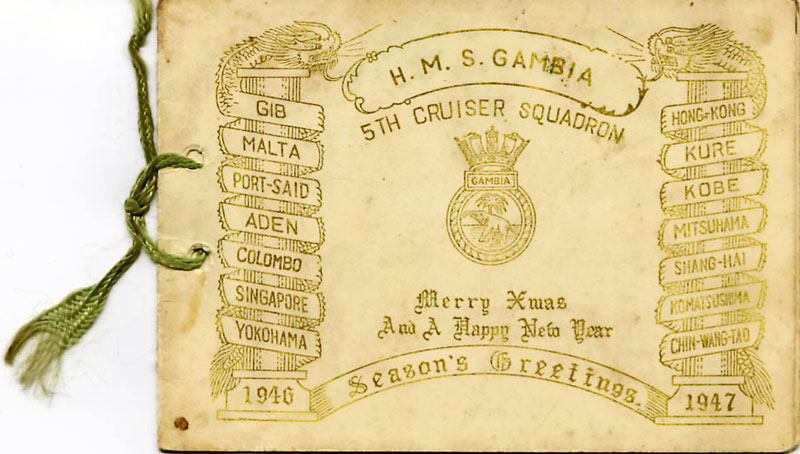 H. M. S. GAMBIA
5TH CRUISER SQUADRON
GAMBIA
GIB
MALTA
PORT-SAID
ADEN
COLOMBO
SINGAPORE
YOKOHAMA
1946
HONG-KONG
KURE
KOBE
MITSUHAMA
SHANG-HAI
KOMATSUSHIMA
CHIN-WANG-TAO
1947
Merry Xmas
And A Happy New Year
Season's Greetings.